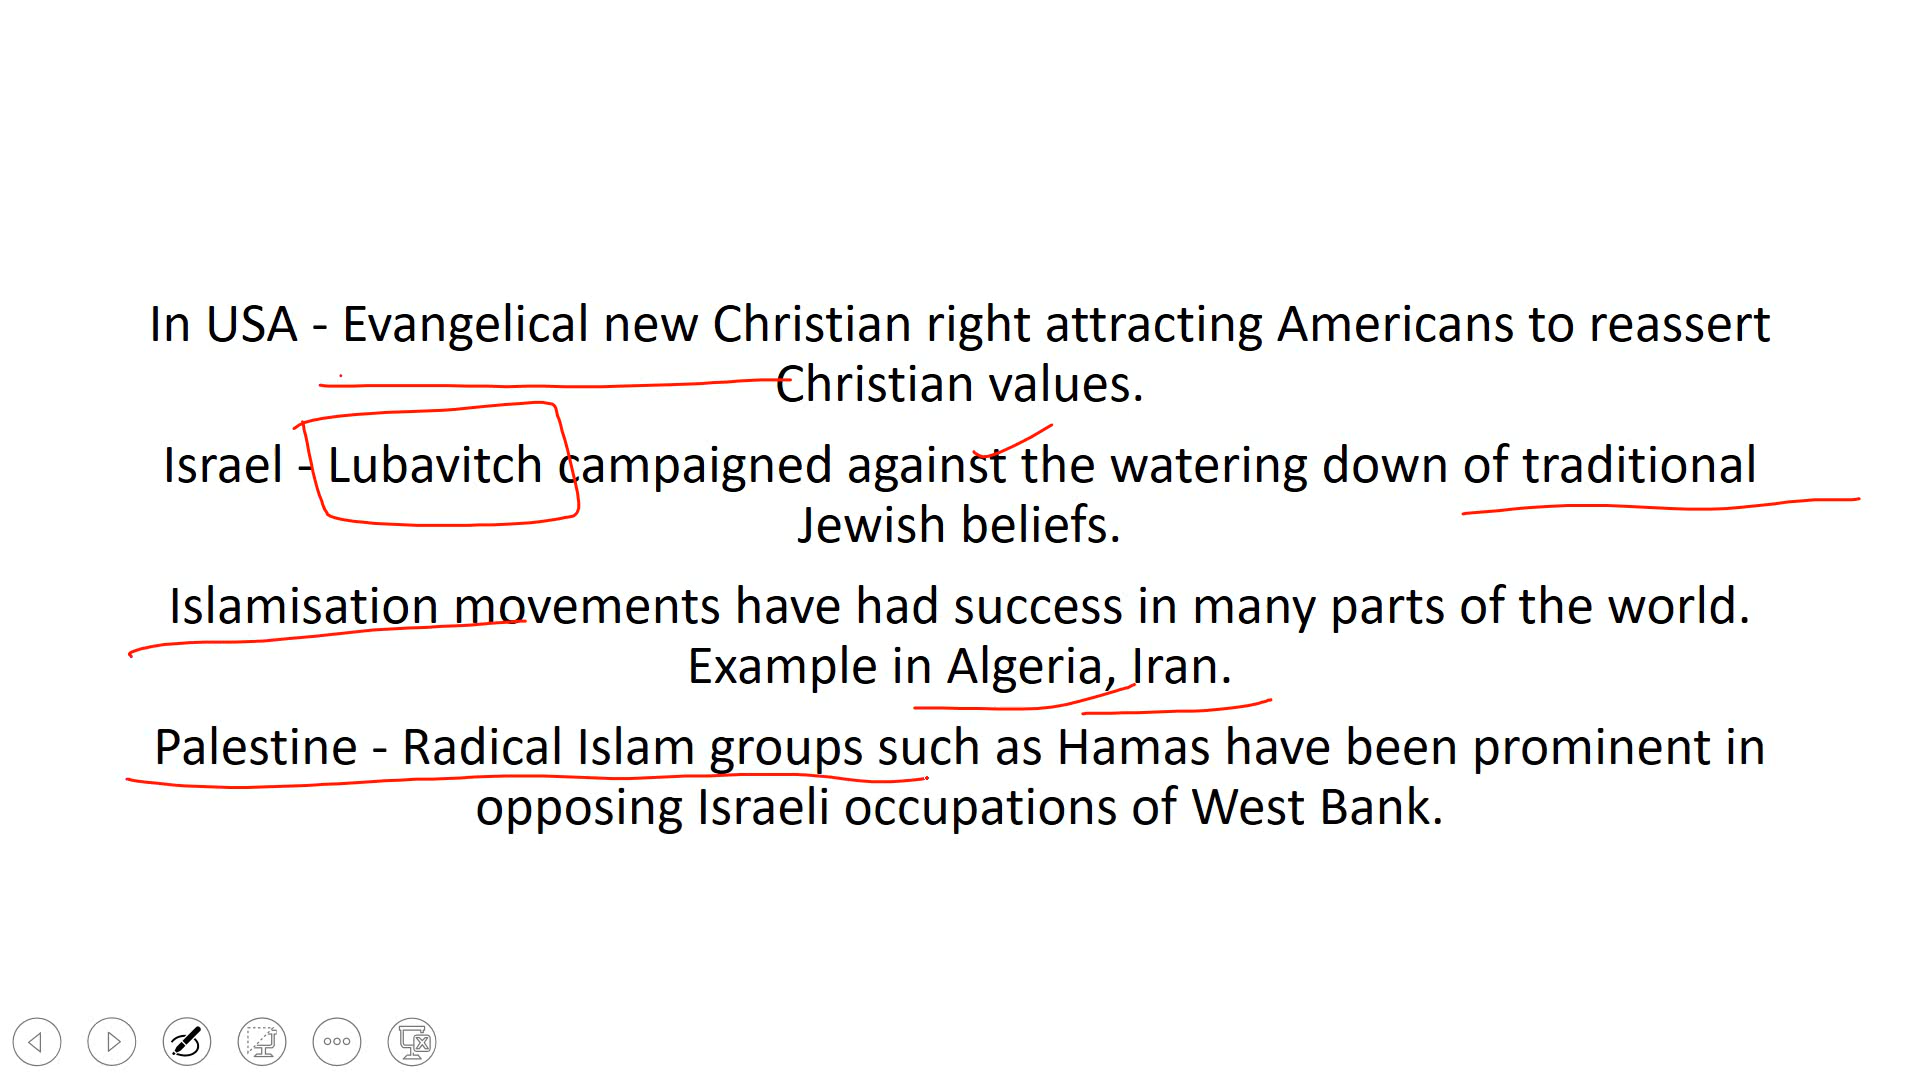 In USA - Evangelical new Christian right attracting Americans to reassert
Christian values.
Israel - Lubavitch campaigned against the watering down of traditional
Jewish beliefs.
Islamisation movements have had success in many parts of the world.
Example in Algeria, Iran.
Palestine - Radical Islam groups such as Hamas have been prominent in
opposing Israeli occupations of West Bank.